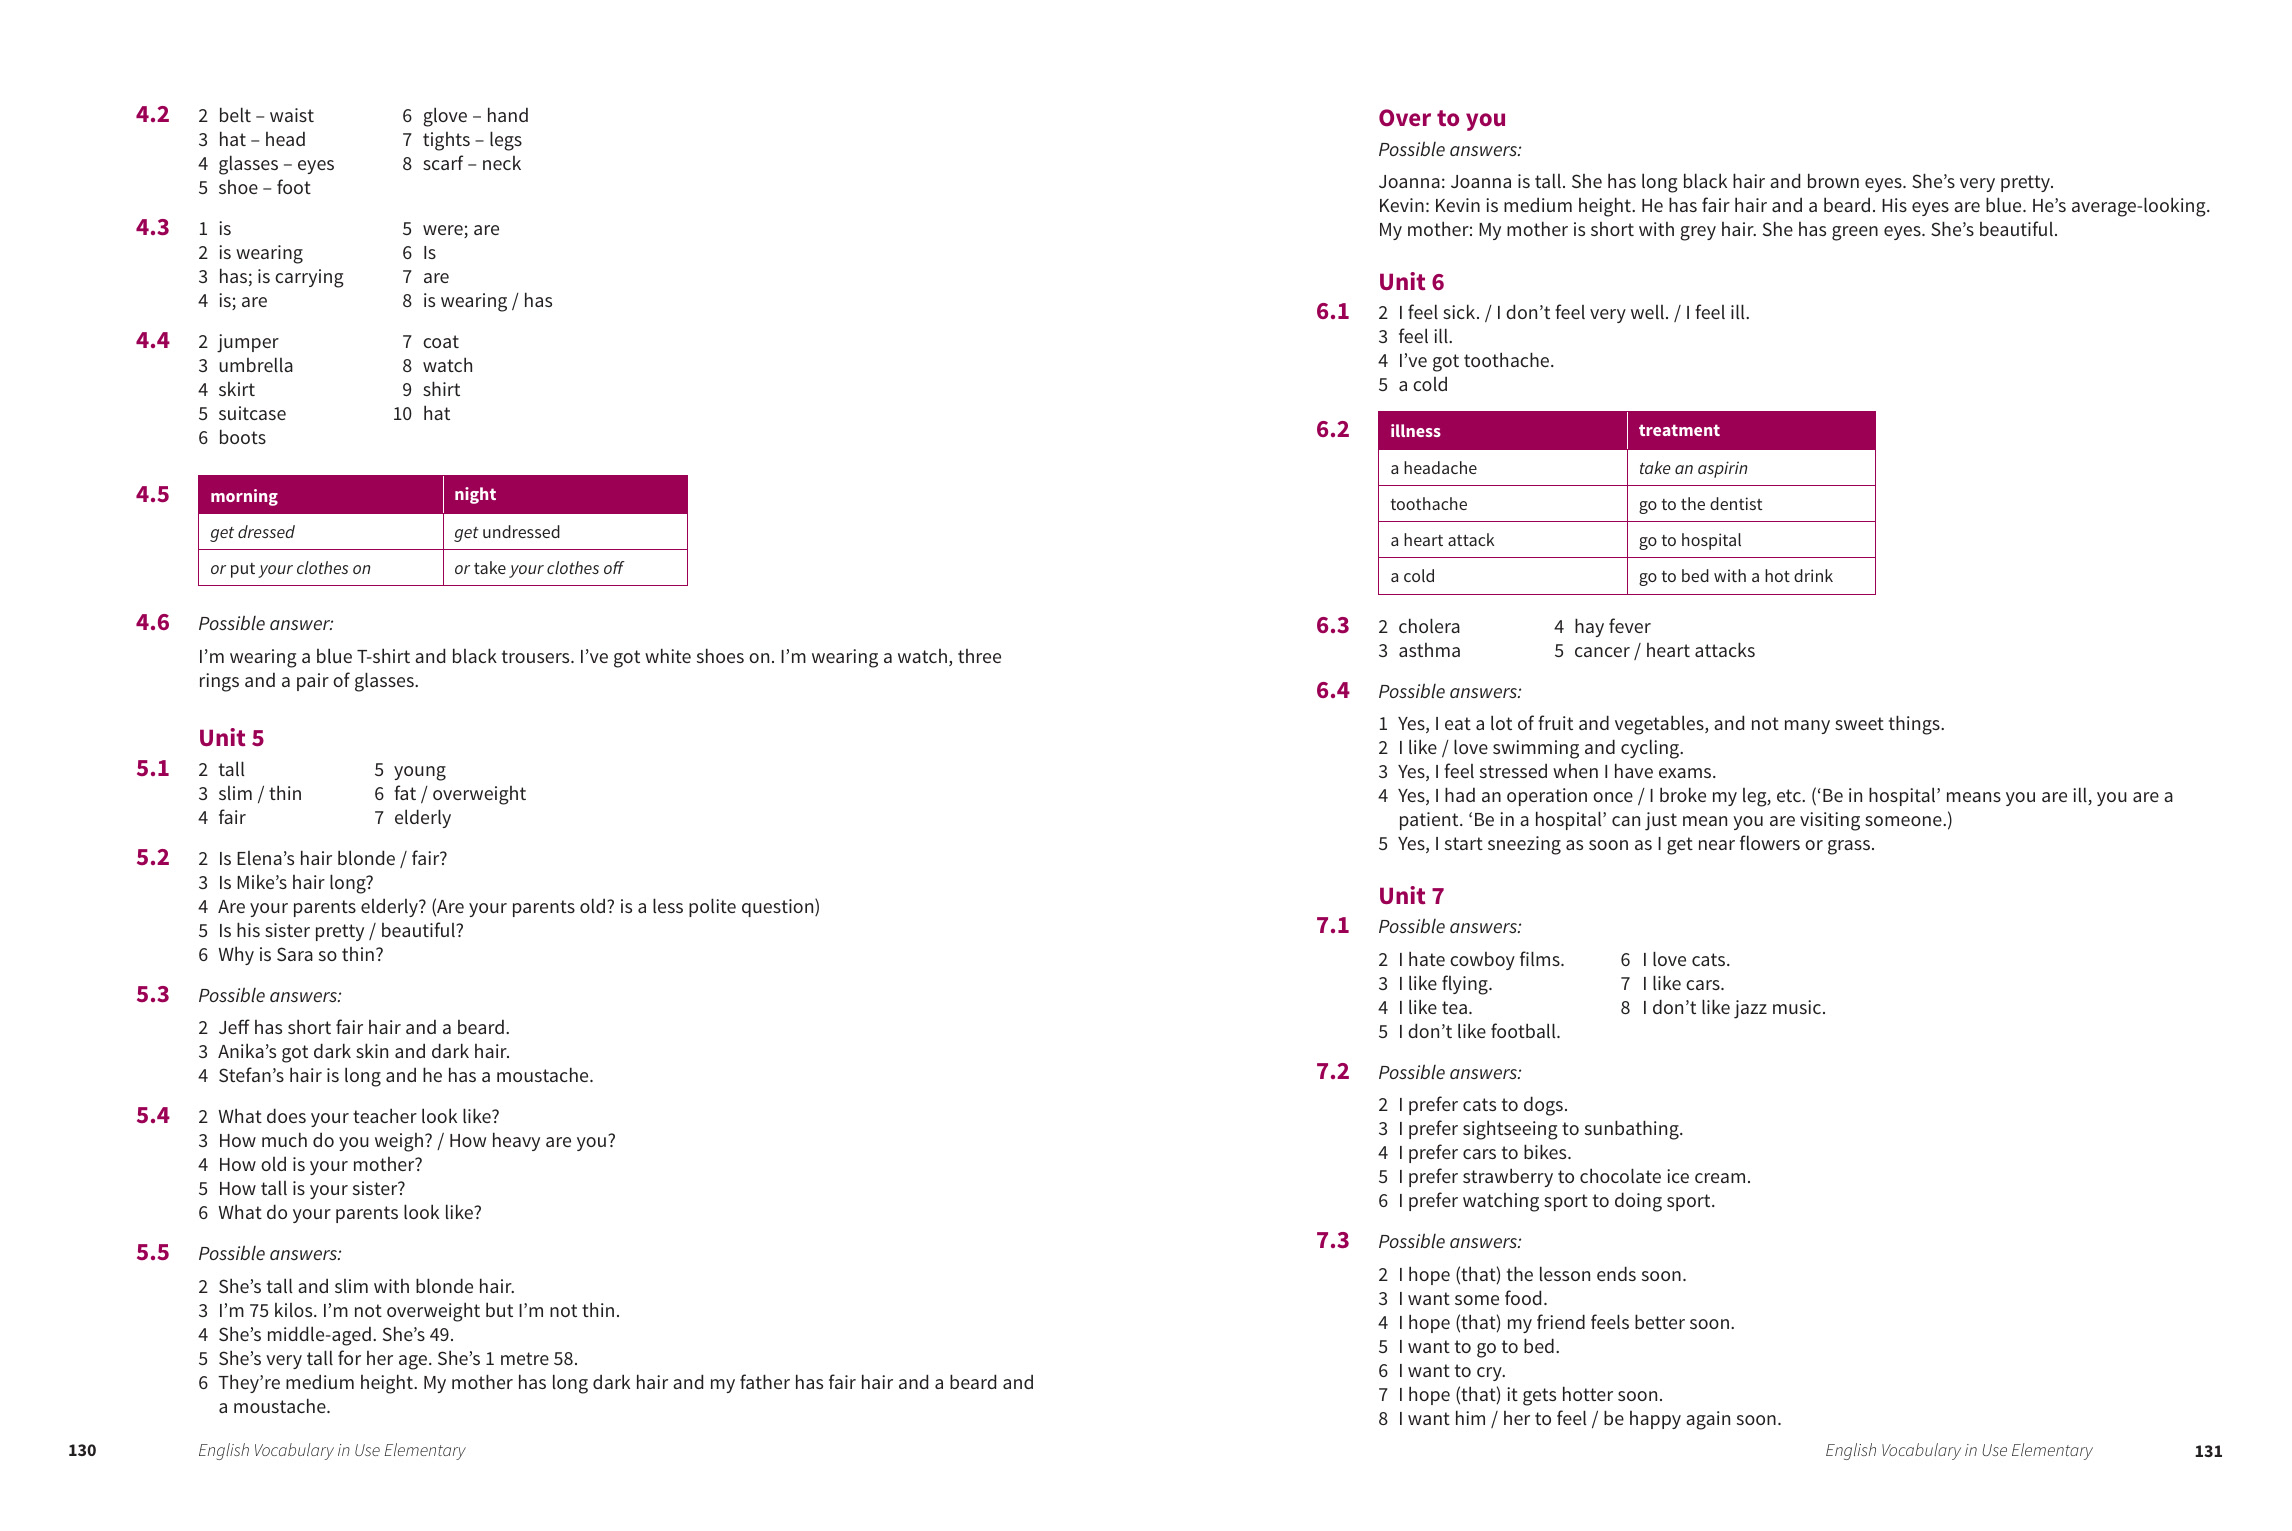 4.2 2 belt – waist 6 glove – hand
3 hat – head 7 tights – legs
4 glasses – eyes 8 scarf – neck
5 shoe – foot
4.3 1 is 5 were; are
2 is wearing 6 Is
3 has; is carrying 7 are
4 is; are 8 is wearing / has
4.4 2 jumper 7 coat
3 umbrella 8 watch
4 skirt 9 shirt
5 suitcase 10 hat
6 boots
4.5 morning night
get dressed get undressed
or put your clothes on or take your clothes off
4.6 Possible answer:
I’m wearing a blue T-shirt and black trousers. I’ve got white shoes on. I’m wearing a watch, three
rings and a pair of glasses.
Unit 5
5.1 2 tall 5 young
3 slim / thin 6 fat / overweight
4 fair 7 elderly
5.2 2 Is Elena’s hair blonde / fair?
3 Is Mike’s hair long?
4 Are your parents elderly? (Are your parents old? is a less polite question)
5 Is his sister pretty / beautiful?
6 Why is Sara so thin?
5.3 Possible answers:
2 Jeff has short fair hair and a beard.
3 Anika’s got dark skin and dark hair.
4 Stefan’s hair is long and he has a moustache.
5.4 2 What does your teacher look like?
3 How much do you weigh? / How heavy are you?
4 How old is your mother?
5 How tall is your sister?
6 What do your parents look like?
5.5 Possible answers:
2 She’s tall and slim with blonde hair.
3 I’m 75 kilos. I’m not overweight but I’m not thin.
4 She’s middle-aged. She’s 49.
5 She’s very tall for her age. She’s 1 metre 58.
6 They’re medium height. My mother has long dark hair and my father has fair hair and a beard and
a moustache.
130 English Vocabulary in Use Elementary
Over to you
Possible answers:
Joanna: Joanna is tall. She has long black hair and brown eyes. She’s very pretty.
Kevin: Kevin is medium height. He has fair hair and a beard. His eyes are blue. He’s average-looking.
My mother: My mother is short with grey hair. She has green eyes. She’s beautiful.
Unit 6
6.1 2 I feel sick. / I don’t feel very well. / I feel ill.
3 feel ill.
4 I’ve got toothache.
5 a cold
6.2 illness treatment
a headache take an aspirin
toothache go to the dentist
a heart attack go to hospital
a cold go to bed with a hot drink
6.3 2 cholera 4 hay fever
3 asthma 5 cancer / heart attacks
6.4 Possible answers:
1 Yes, I eat a lot of fruit and vegetables, and not many sweet things.
2 I like / love swimming and cycling.
3 Yes, I feel stressed when I have exams.
4 Yes, I had an operation once / I broke my leg, etc. (‘Be in hospital’ means you are ill, you are a
patient. ‘Be in a hospital’ can just mean you are visiting someone.)
5 Yes, I start sneezing as soon as I get near flowers or grass.
Unit 7
7.1 Possible answers:
2 I hate cowboy films. 6 I love cats.
3 I like flying. 7 I like cars.
4 I like tea. 8 I don’t like jazz music.
5 I don’t like football.
7.2 Possible answers:
2 I prefer cats to dogs.
3 I prefer sightseeing to sunbathing.
4 I prefer cars to bikes.
5 I prefer strawberry to chocolate ice cream.
6 I prefer watching sport to doing sport.
7.3 Possible answers:
2 I hope (that) the lesson ends soon.
3 I want some food.
4 I hope (that) my friend feels better soon.
5 I want to go to bed.
6 I want to cry.
7 I hope (that) it gets hotter soon.
8 I want him / her to feel / be happy again soon.
English Vocabulary in Use Elementary 131